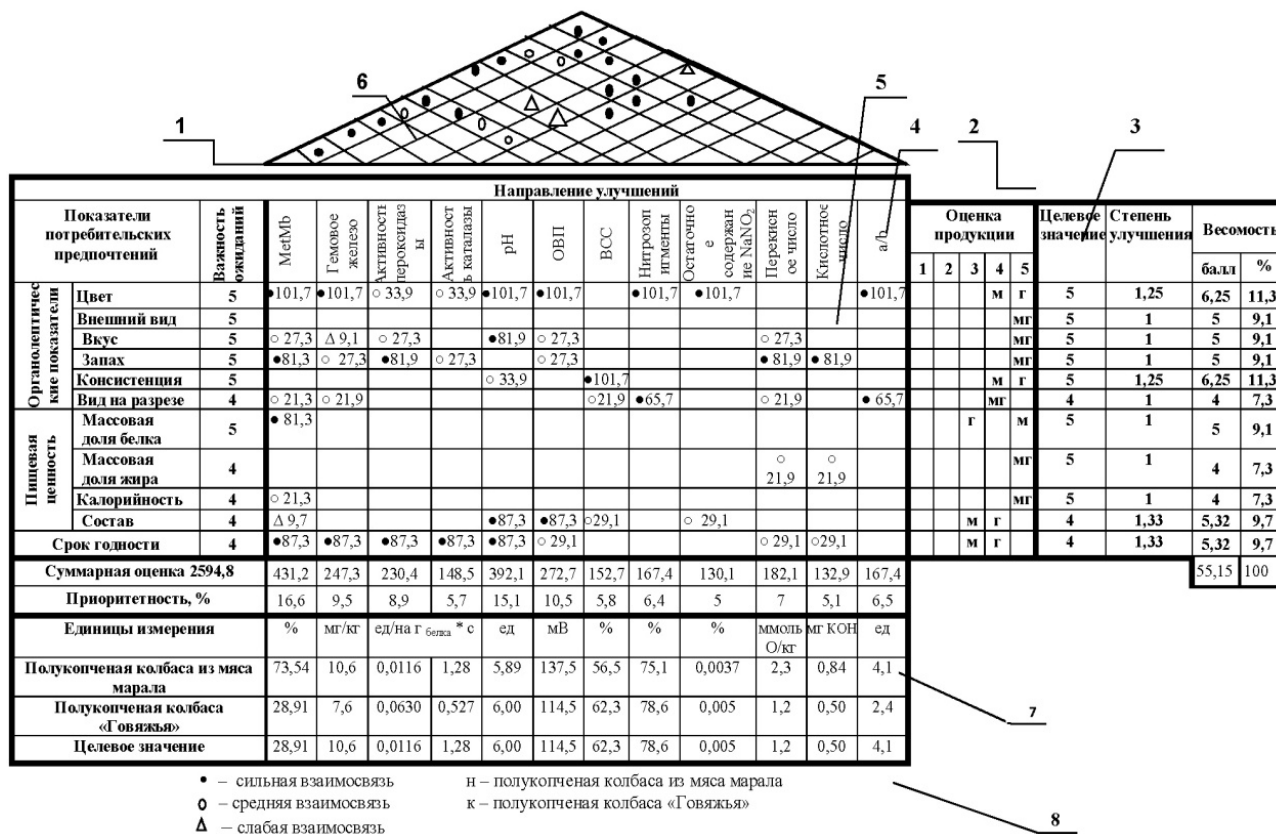 6
5
1
4
2
3
Направление улучшений
Показатели потребительских предпочтений
Важность ожиданий
MetMb
Гемовое железо
Активность пероксидаз ы
Активност ь каталазы
pH
ОВП
ВСС
Нитрозоп игменты
Остаточно е содержан ие NaNO2
Перекисн ое число
Кислотное число
a/b
Оценка продукции
1 2 3 4 5
Целевое значение
Степень улучшения
Весомость
балл %
Органолептичес кие показатели
Цвет 5 ●101,7 ●101,7 ○ 33,9 ○ 33,9 ●101,7 ●101,7 ●101,7 ●101,7 ●101,7 м г 5 1,25 6,25 11,3
Внешний вид 5 мг 5 1 5 9,1
Вкус 5 ○ 27,3 Δ 9,1 ○ 27,3 ●81,9 ○ 27,3 ○ 27,3 мг 5 1 5 9,1
Запах 5 ●81,3 ○ 27,3 ●81,9 ○ 27,3 ○ 27,3 ● 81,9 ● 81,9 мг 5 1 5 9,1
Консистенция 5 ○ 33,9 ●101,7 м г 5 1,25 6,25 11,3
Вид на разрезе 4 ○ 21,3 ○ 21,9 ○21,9 ●65,7 ○ 21,9 ● 65,7 мг 4 1 4 7,3
Пищевая ценность
Массовая доля белка 5 ● 81,3 г м 5 1 5 9,1
Массовая доля жира 4 ○ 21,9 ○ 21,9 мг 5 1 4 7,3
Калорийность 4 ○ 21,3 мг 5 1 4 7,3
Состав 4 Δ 9,7 ●87,3 ●87,3 ○29,1 ○ 29,1 м г 4 1,33 5,32 9,7
Срок годности 4 ●87,3 ●87,3 ●87,3 ●87,3 ●87,3 ○ 29,1 ○ 29,1 ○29,1 м г 4 1,33 5,32 9,7
Суммарная оценка 2594,8 431,2 247,3 230,4 148,5 392,1 272,7 152,7 167,4 130,1 182,1 132,9 167,4 55,15 100
Приоритетность, % 16,6 9,5 8,9 5,7 15,1 10,5 5,8 6,4 5 7 5,1 6,5
Единицы измерения % мг/кг ед/на г белка * с ед мВ % % % ммоль О/кг мг КОН ед
Полукопченая колбаса из мяса марала 73,54 10,6 0,0116 1,28 5,89 137,5 56,5 75,1 0,0037 2,3 0,84 4,1
7
Полукопченая колбаса «Говяжья» 28,91 7,6 0,0630 0,527 6,00 114,5 62,3 78,6 0,005 1,2 0,50 2,4
Целевое значение 28,91 10,6 0,0116 1,28 6,00 114,5 62,3 78,6 0,005 1,2 0,50 4,1
● – сильная взаимосвязь н – полукопченая колбаса из мяса марала
○ – средняя взаимосвязь к – полукопченая колбаса «Говяжья»
Δ – слабая взаимосвязь
8